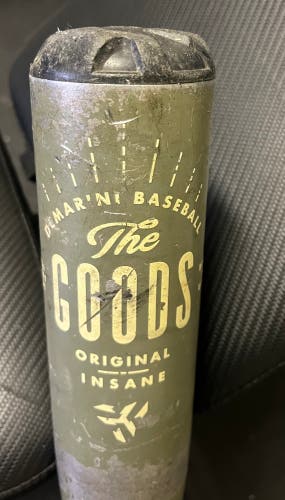 DEMARINI BASEBALL
The
GOODS
ORIGINAL
INSANE